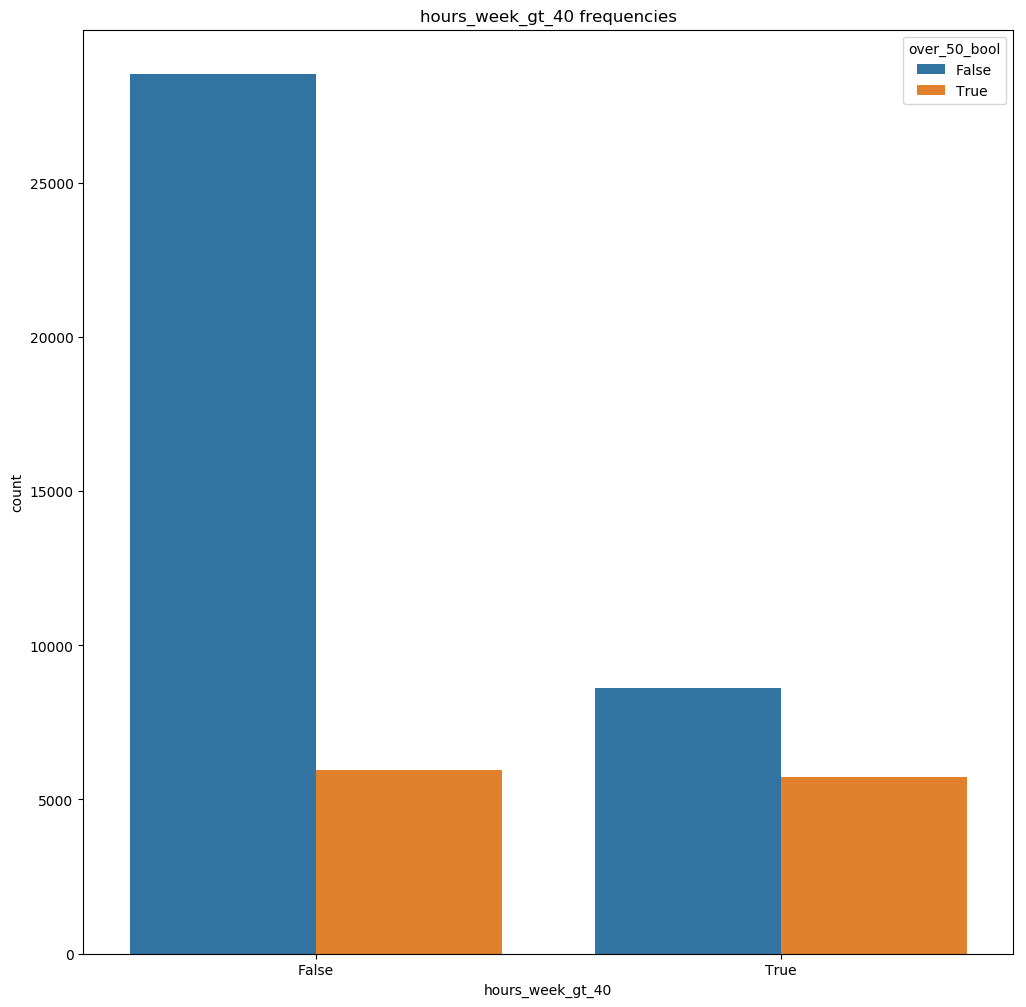 hours_week_gt_40 frequencies
over_50_bool
False
True
25000
20000
15000
10000
5000
0
count
False
True
hours_week_gt_40